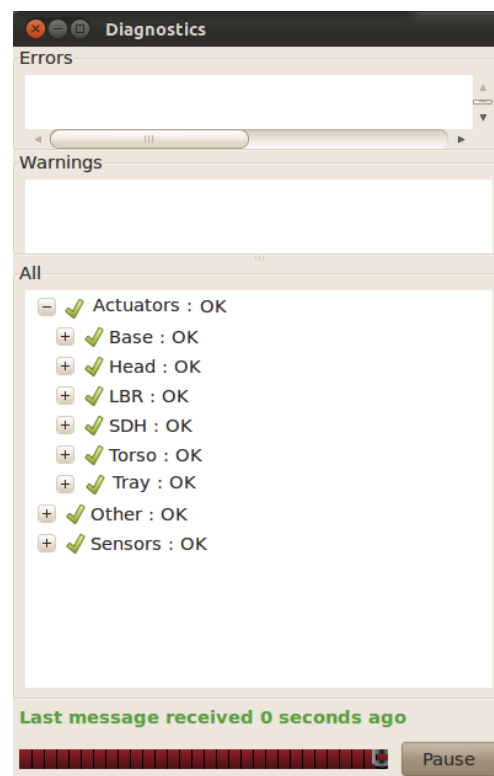 Diagnostics
Errors
Warnings
All
Actuators : OK
Base : OK
Head : OK
LBR : OK
SDH : OK
Torso : OK
Tray : OK
Other : OK
Sensors : OK
Last message received 0 seconds ago
Pause